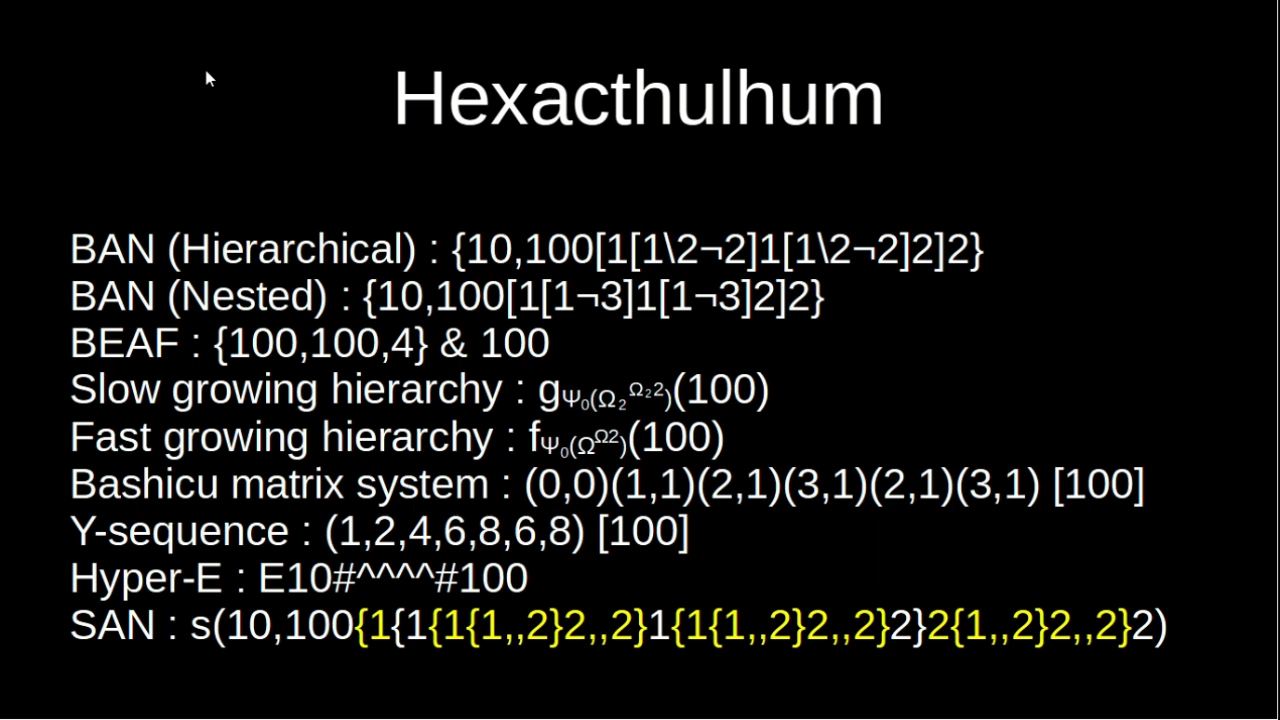 Hexacthulhum
BAN (Hierarchical) : {10,100[1[1\2¬2]1[1\2¬2]2]2}
BAN (Nested) : {10,100[1[1¬3]1[1¬3]2]2}
BEAF : {100,100,4} & 100
Slow growing hierarchy : gΨ₀(Ω₂^Ω₂2)(100)
Fast growing hierarchy : fΨ₀(Ω^Ω2)(100)
Bashicu matrix system : (0,0)(1,1)(2,1)(3,1)(2,1)(3,1) [100]
Y-sequence : (1,2,4,6,8,6,8) [100]
Hyper-E : E10#^^^^#100
SAN : s(10,100{1{1{1{1,,2}2,,2}1{1{1,,2}2,,2}2}2{1,,2}2,,2}2)